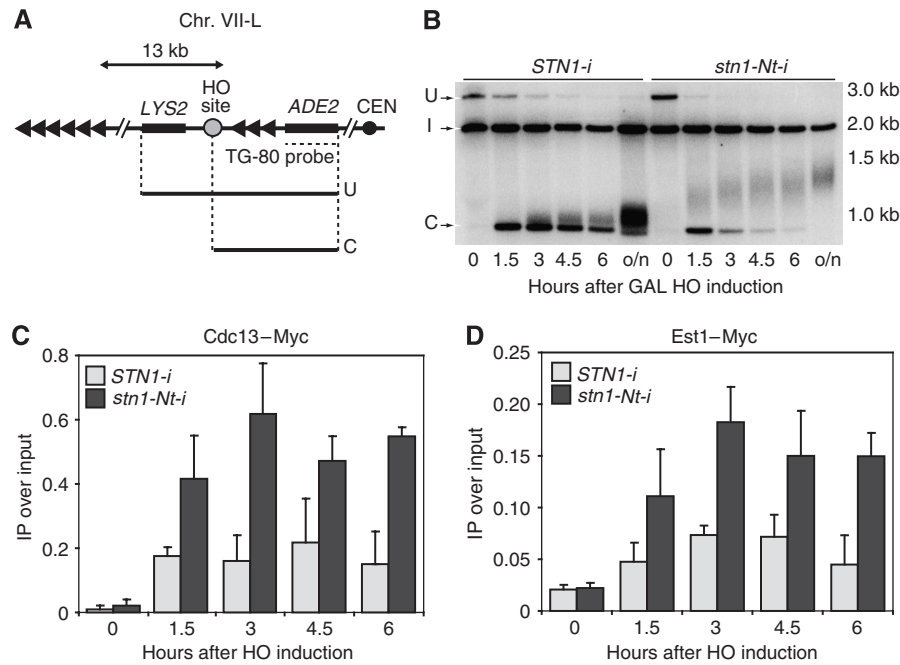 A
Chr. VII-L
13 kb
LYS2
HO
site
ADE2
CEN
TG-80 probe
U
C
B
STN1-i
stn1-Nt-i
U
I
C
3.0 kb
2.0 kb
1.5 kb
1.0 kb
0 1.5 3 4.5 6 o/n 0 1.5 3 4.5 6 o/n
Hours after GAL HO induction
C
Cdc13–Myc
STN1-i
stn1-Nt-i
IP over input
0.8
0.6
0.4
0.2
0
0 1.5 3 4.5 6
Hours after HO induction
D
Est1–Myc
STN1-i
stn1-Nt-i
IP over input
0.25
0.20
0.15
0.10
0.05
0
0 1.5 3 4.5 6
Hours after HO induction